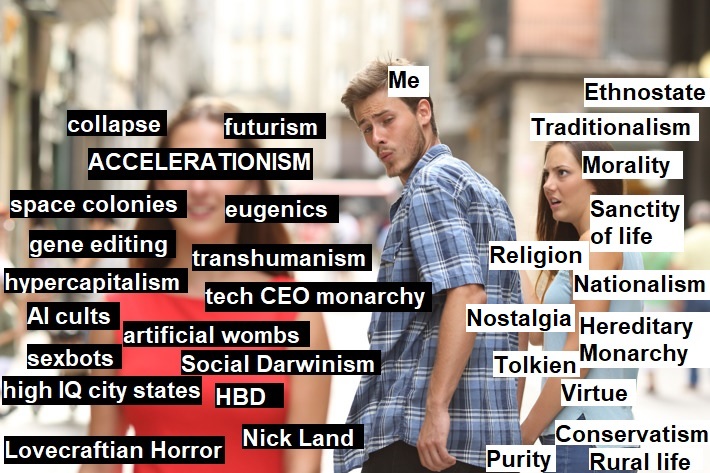 Me
Ethnostate
collapse
futurism
Traditionalism
ACCELERATIONISM
Morality
space colonies
eugenics
Sanctity
of life
gene editing
transhumanism
Religion
hypercapitalism
tech CEO monarchy
Nationalism
AI cults
Nostalgia
Hereditary
Monarchy
artificial wombs
sexbots
Social Darwinism
Tolkien
high IQ city states
HBD
Virtue
Nick Land
Conservatism
Lovecraftian Horror
Purity
Rural life